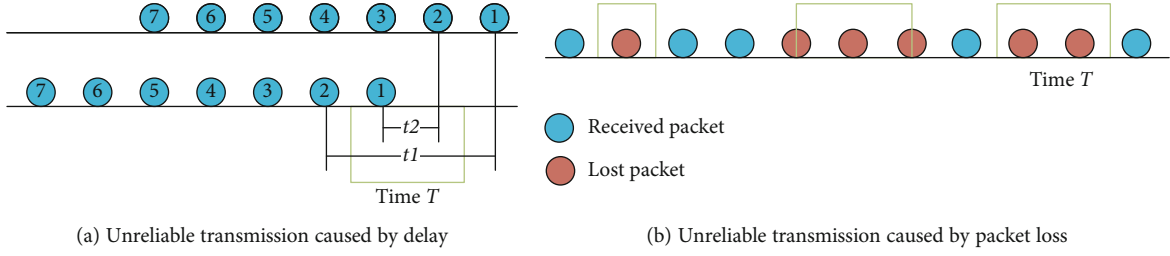 7 6 5 4 3 2 1
7 6 5 4 3 2 1
t2
t1
Time T
(a) Unreliable transmission caused by delay
Time T
Received packet
Lost packet
(b) Unreliable transmission caused by packet loss